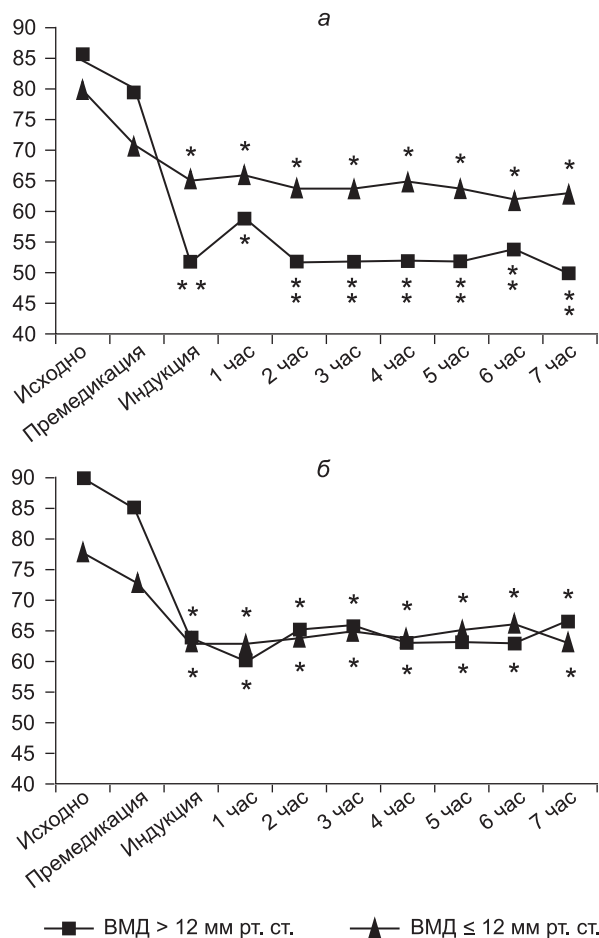 а
90
85
80
75
70
65
60
55
50
45
40
* * * * * * * *
* * * * * * * * *
* * * * * *
Исходно
Премедикация
Индукция
1 час
2 час
3 час
4 час
5 час
6 час
7 час
б
90
85
80
75
70
65
60
55
50
45
40
* * * * * * * *
* * * * * * * *
Исходно
Премедикация
Индукция
1 час
2 час
3 час
4 час
5 час
6 час
7 час
ВМД > 12 мм рт. ст. ВМД ≤ 12 мм рт. ст.